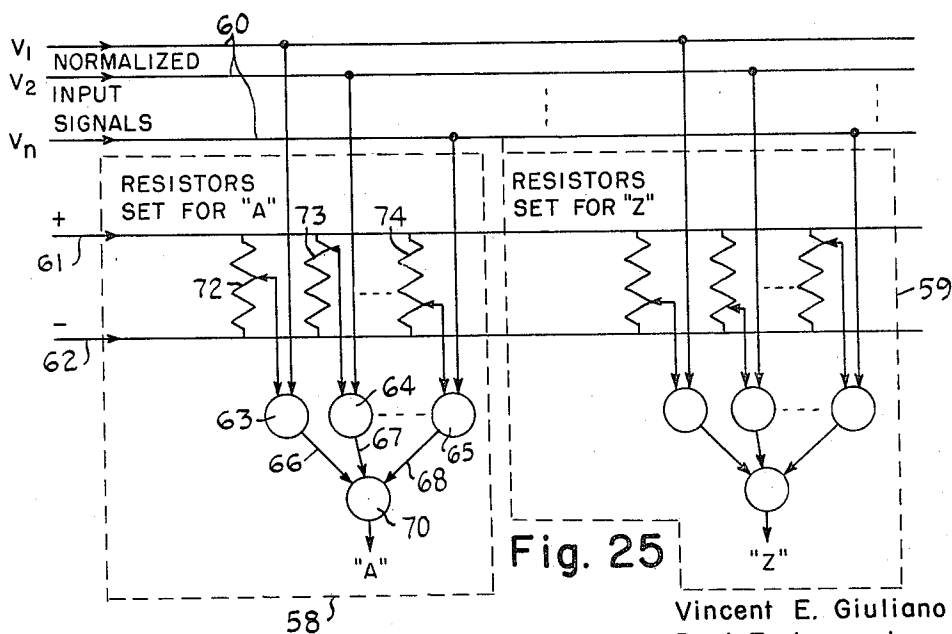 60
V1
NORMALIZED
V2
INPUT
SIGNALS
Vn
RESISTORS
SET FOR "A"
RESISTORS
SET FOR "Z"
73
74
+
61
72
59
-
62
64
63
67
65
66
68
70
"A"
Fig. 25
"Z"
58
Vincent E. Giuliano